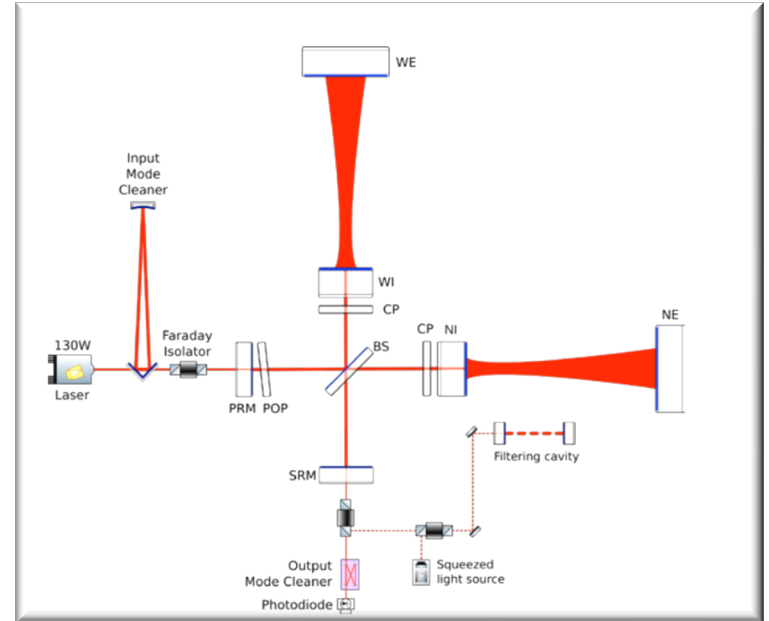 WE
Input
Mode
Cleaner
WI
CP
130W
Laser
Faraday
Isolator
PRM
POP
BS
CP
NI
NE
Filtering cavity
SRM
Output
Mode Cleaner
Squeezed
light source
Photodiode